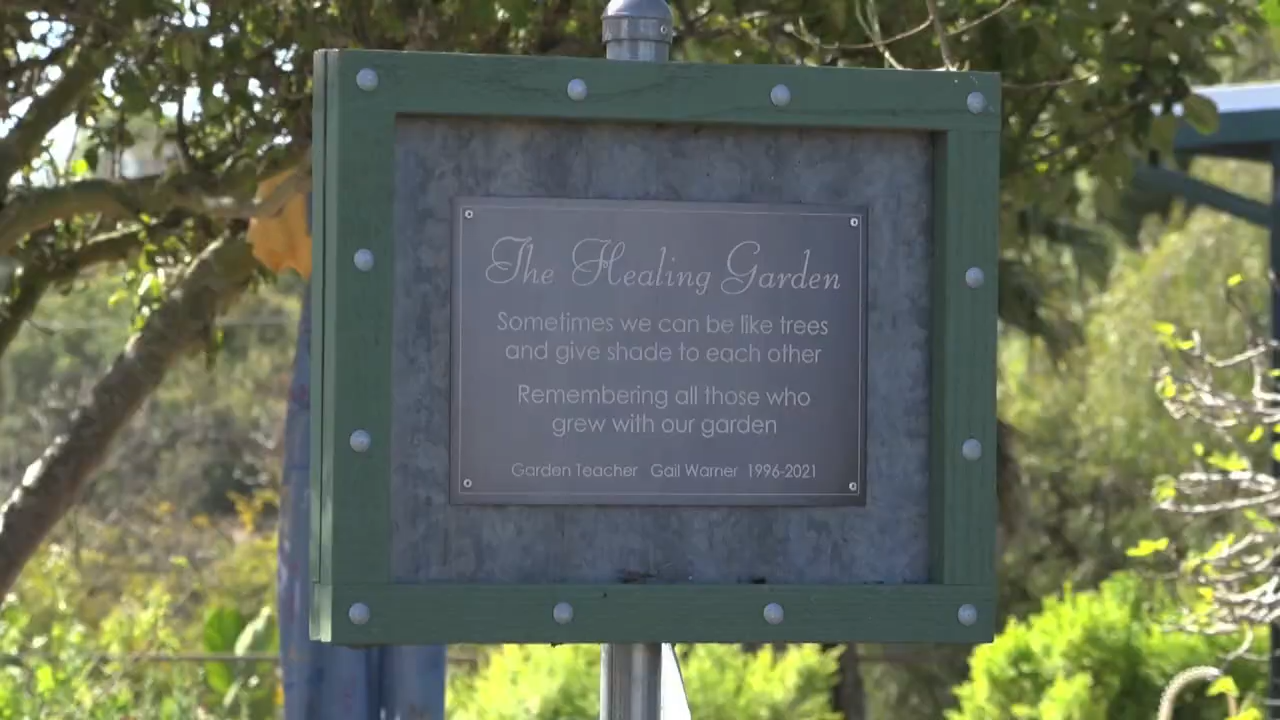 The Healing Garden
Sometimes we can be like trees
and give shade to each other
Remembering all those who
grew with our garden
Garden Teacher Gail Warner 1996-2021